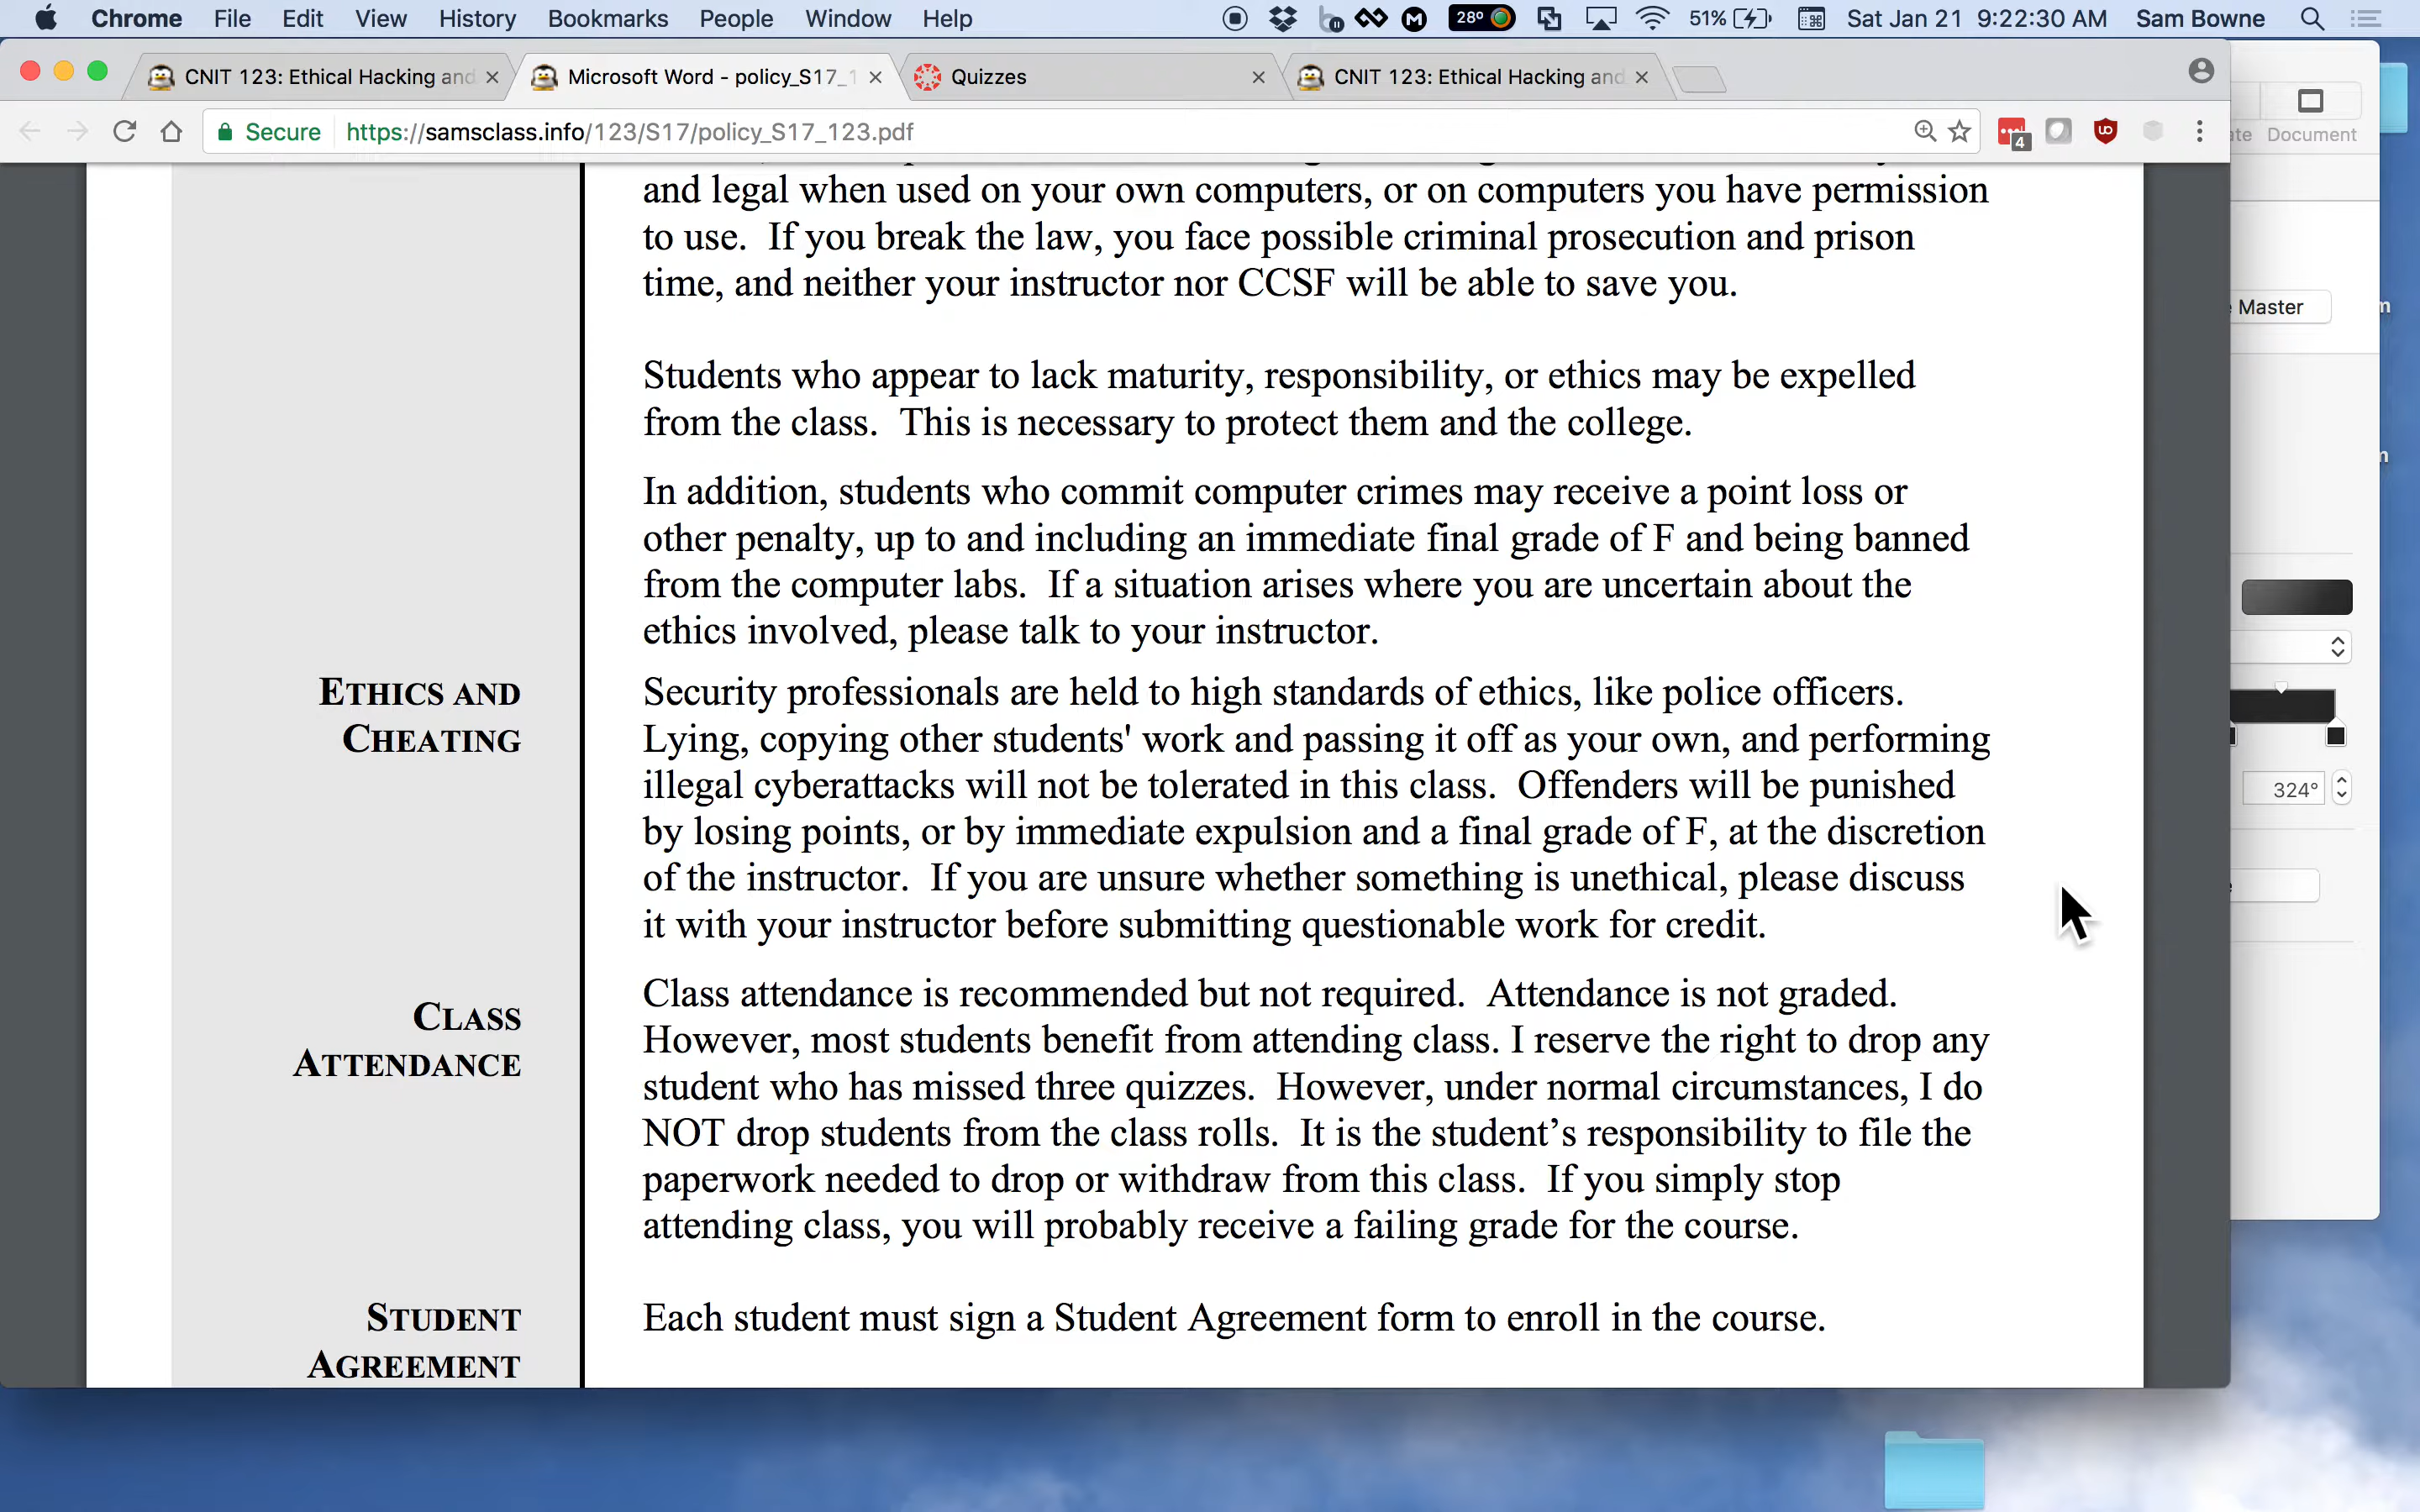 Chrome File Edit View History Bookmarks People Window Help 28° 51% Sat Jan 21 9:22:30 AM Sam Bowne
CNIT 123: Ethical Hacking and Microsoft Word - policy_S17_1 Quizzes CNIT 123: Ethical Hacking and
Secure https://samsclass.info/123/S17/policy_S17_123.pdf 4 Document
and legal when used on your own computers, or on computers you have permission
to use. If you break the law, you face possible criminal prosecution and prison
time, and neither your instructor nor CCSF will be able to save you.
Master
Students who appear to lack maturity, responsibility, or ethics may be expelled
from the class. This is necessary to protect them and the college.
In addition, students who commit computer crimes may receive a point loss or
other penalty, up to and including an immediate final grade of F and being banned
from the computer labs. If a situation arises where you are uncertain about the
ethics involved, please talk to your instructor.
ETHICS AND
CHEATING
Security professionals are held to high standards of ethics, like police officers.
Lying, copying other students' work and passing it off as your own, and performing
illegal cyberattacks will not be tolerated in this class. Offenders will be punished
by losing points, or by immediate expulsion and a final grade of F, at the discretion
of the instructor. If you are unsure whether something is unethical, please discuss
it with your instructor before submitting questionable work for credit.
324°
CLASS
ATTENDANCE
Class attendance is recommended but not required. Attendance is not graded.
However, most students benefit from attending class. I reserve the right to drop any
student who has missed three quizzes. However, under normal circumstances, I do
NOT drop students from the class rolls. It is the student’s responsibility to file the
paperwork needed to drop or withdraw from this class. If you simply stop
attending class, you will probably receive a failing grade for the course.
STUDENT
AGREEMENT
Each student must sign a Student Agreement form to enroll in the course.